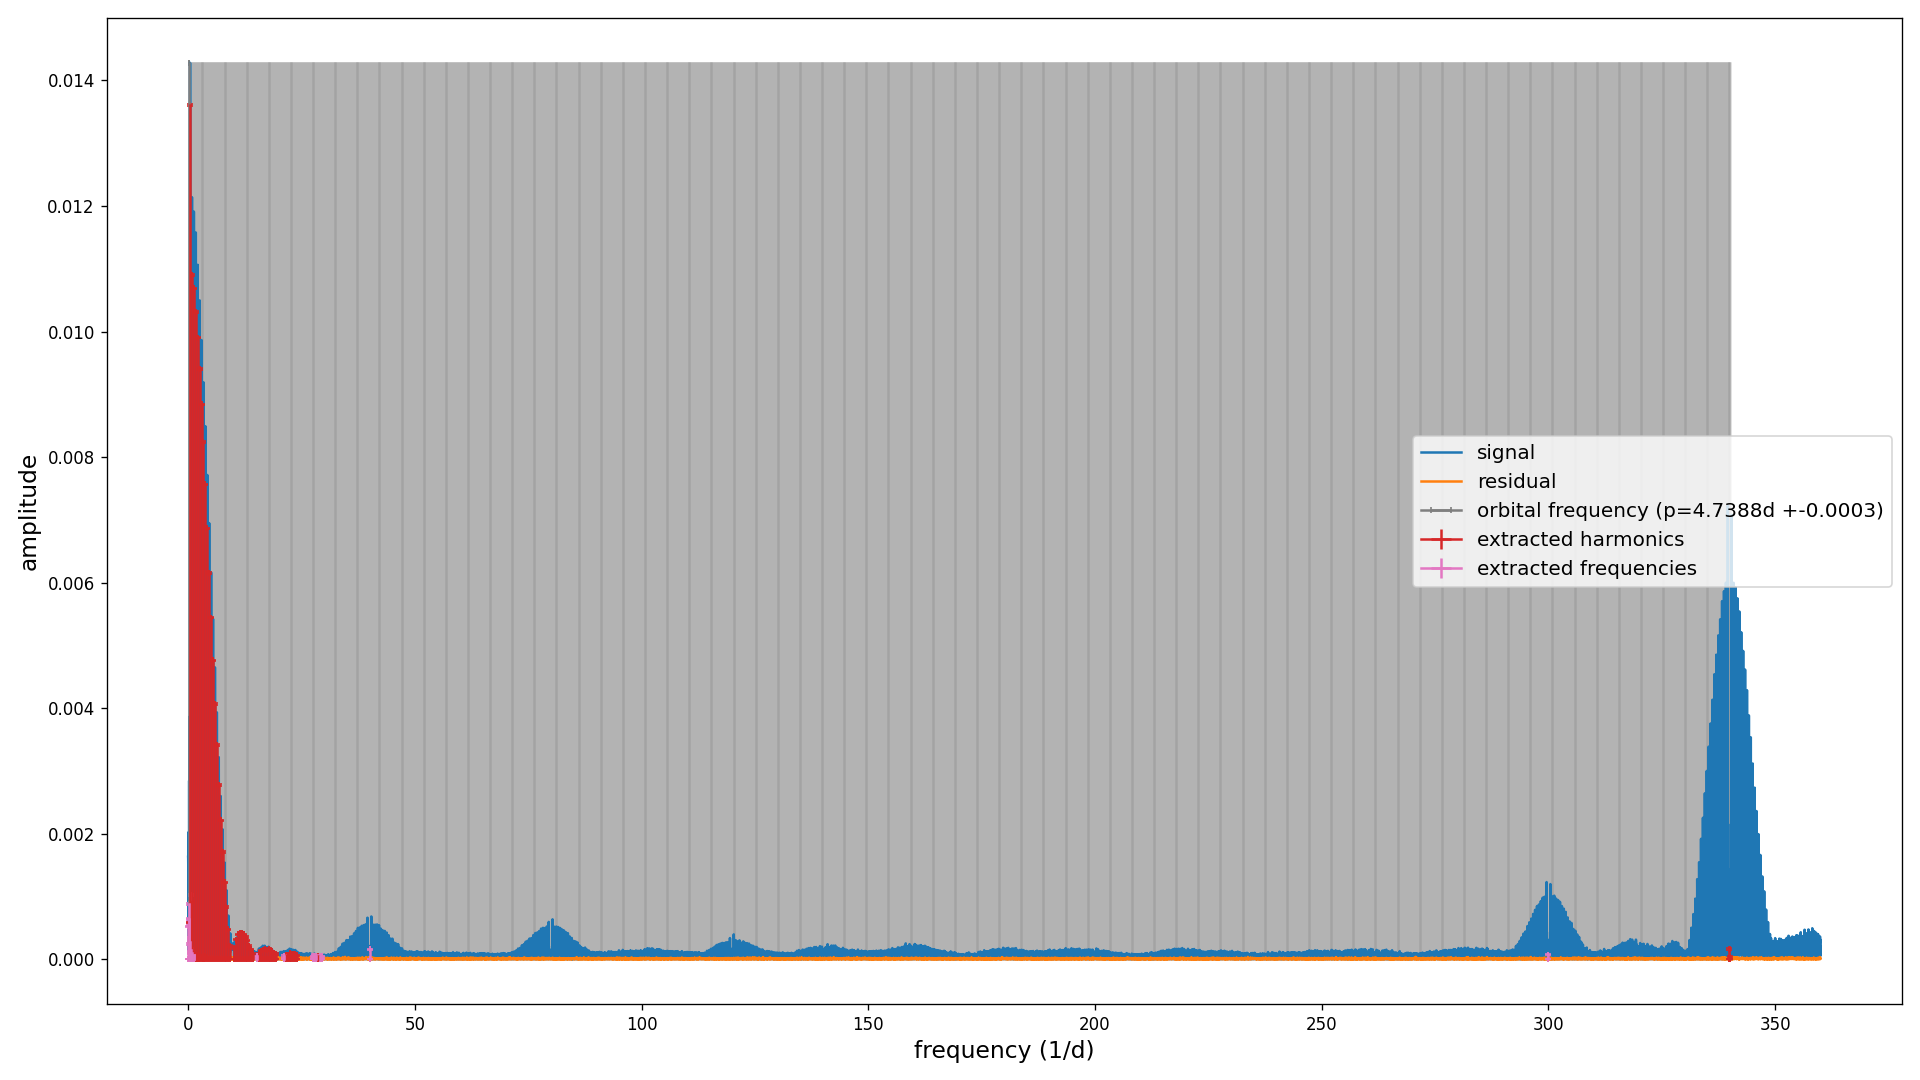 0.014
0.012
0.010
0.008
0.006
0.004
0.002
0.000
amplitude
signal
residual
orbital frequency (p=4.7388d +-0.0003)
extracted harmonics
extracted frequencies
0 50 100 150 200 250 300 350
frequency (1/d)